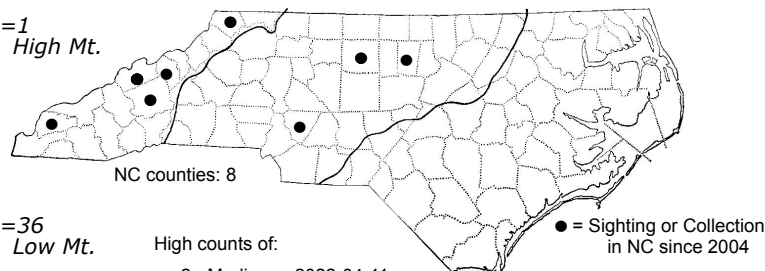 =1
High Mt.
NC counties: 8
=36
Low Mt.
High counts of:
● = Sighting or Collection
in NC since 2004